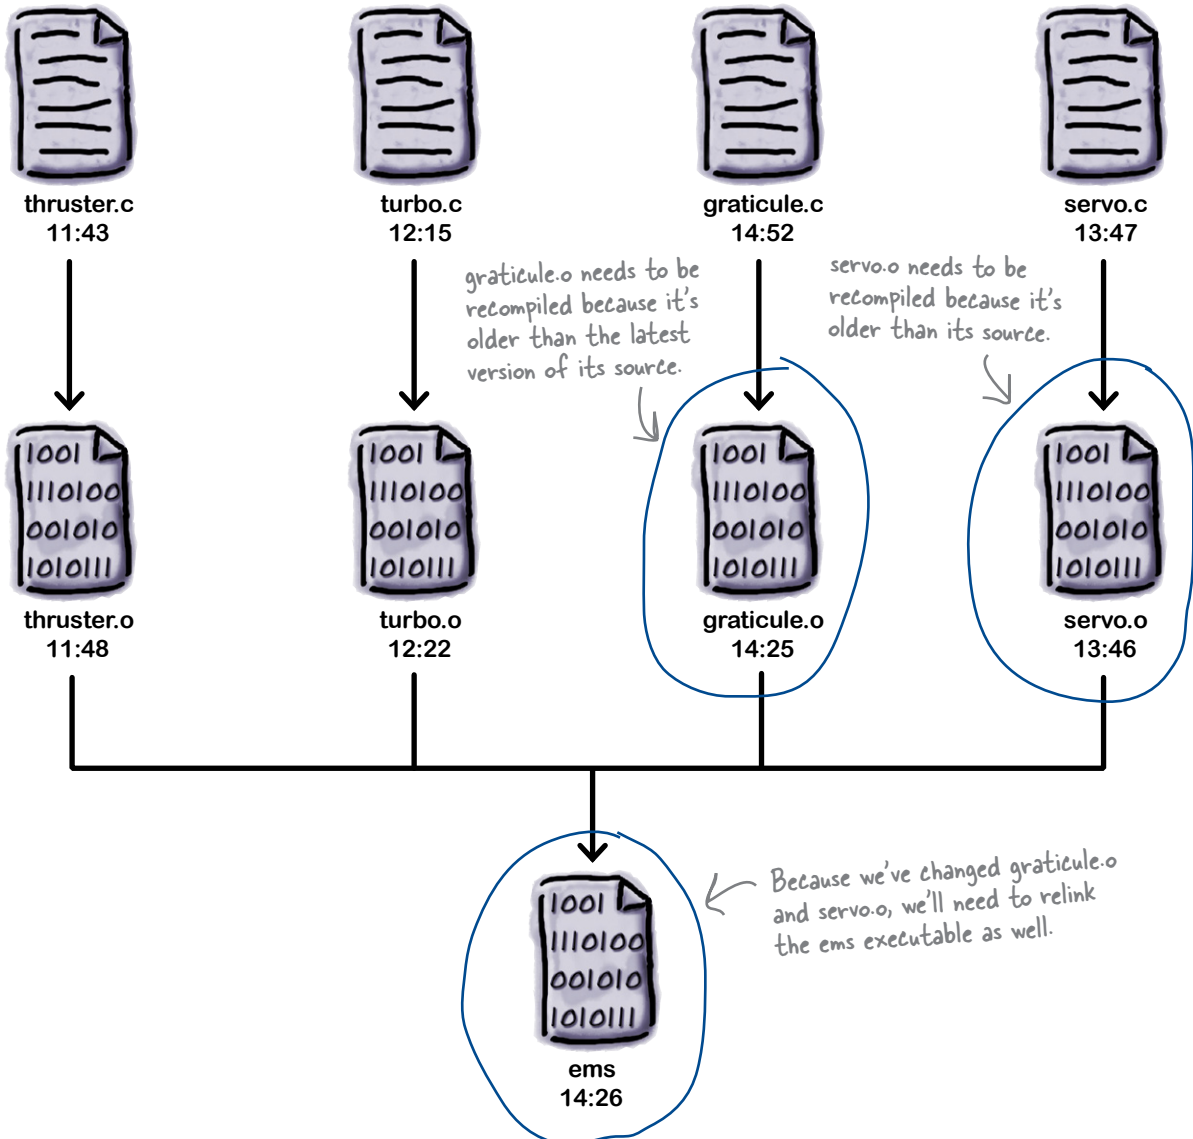 thruster.c
11:43
turbo.c
12:15
graticule.c
14:52
servo.c
13:47
graticule.o needs to be
recompiled because it's
older than the latest
version of its source.
servo.o needs to be
recompiled because it's
older than its source.
1001
1110100
001010
1010111
thruster.o
11:48
1001
1110100
001010
1010111
turbo.o
12:22
1001
1110100
001010
1010111
graticule.o
14:25
1001
1110100
001010
1010111
servo.o
13:46
1001
1110100
001010
1010111
ems
14:26
Because we've changed graticule.o
and servo.o, we'll need to relink
the ems executable as well.